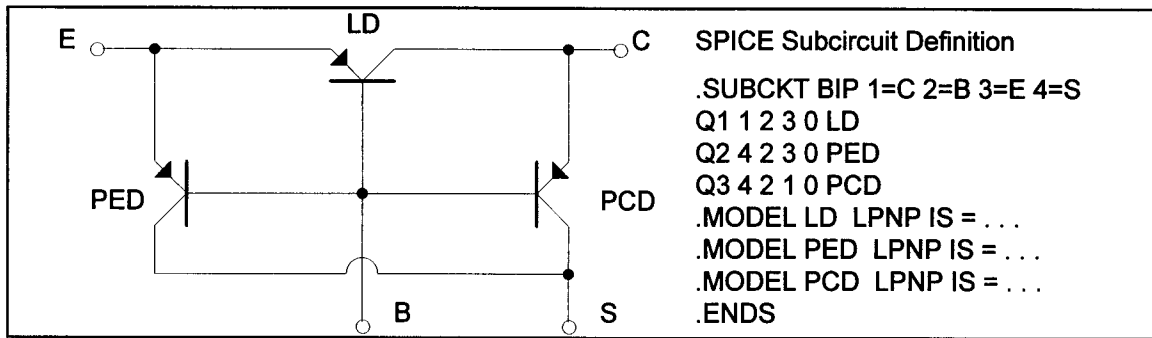 LD
E
C
PED
PCD
B
S
SPICE Subcircuit Definition
.SUBCKT BIP 1=C 2=B 3=E 4=S
Q1 1 2 3 0 LD
Q2 4 2 3 0 PED
Q3 4 2 1 0 PCD
.MODEL LD LPNP IS = . . .
.MODEL PED LPNP IS = . . .
.MODEL PCD LPNP IS = . . .
.ENDS